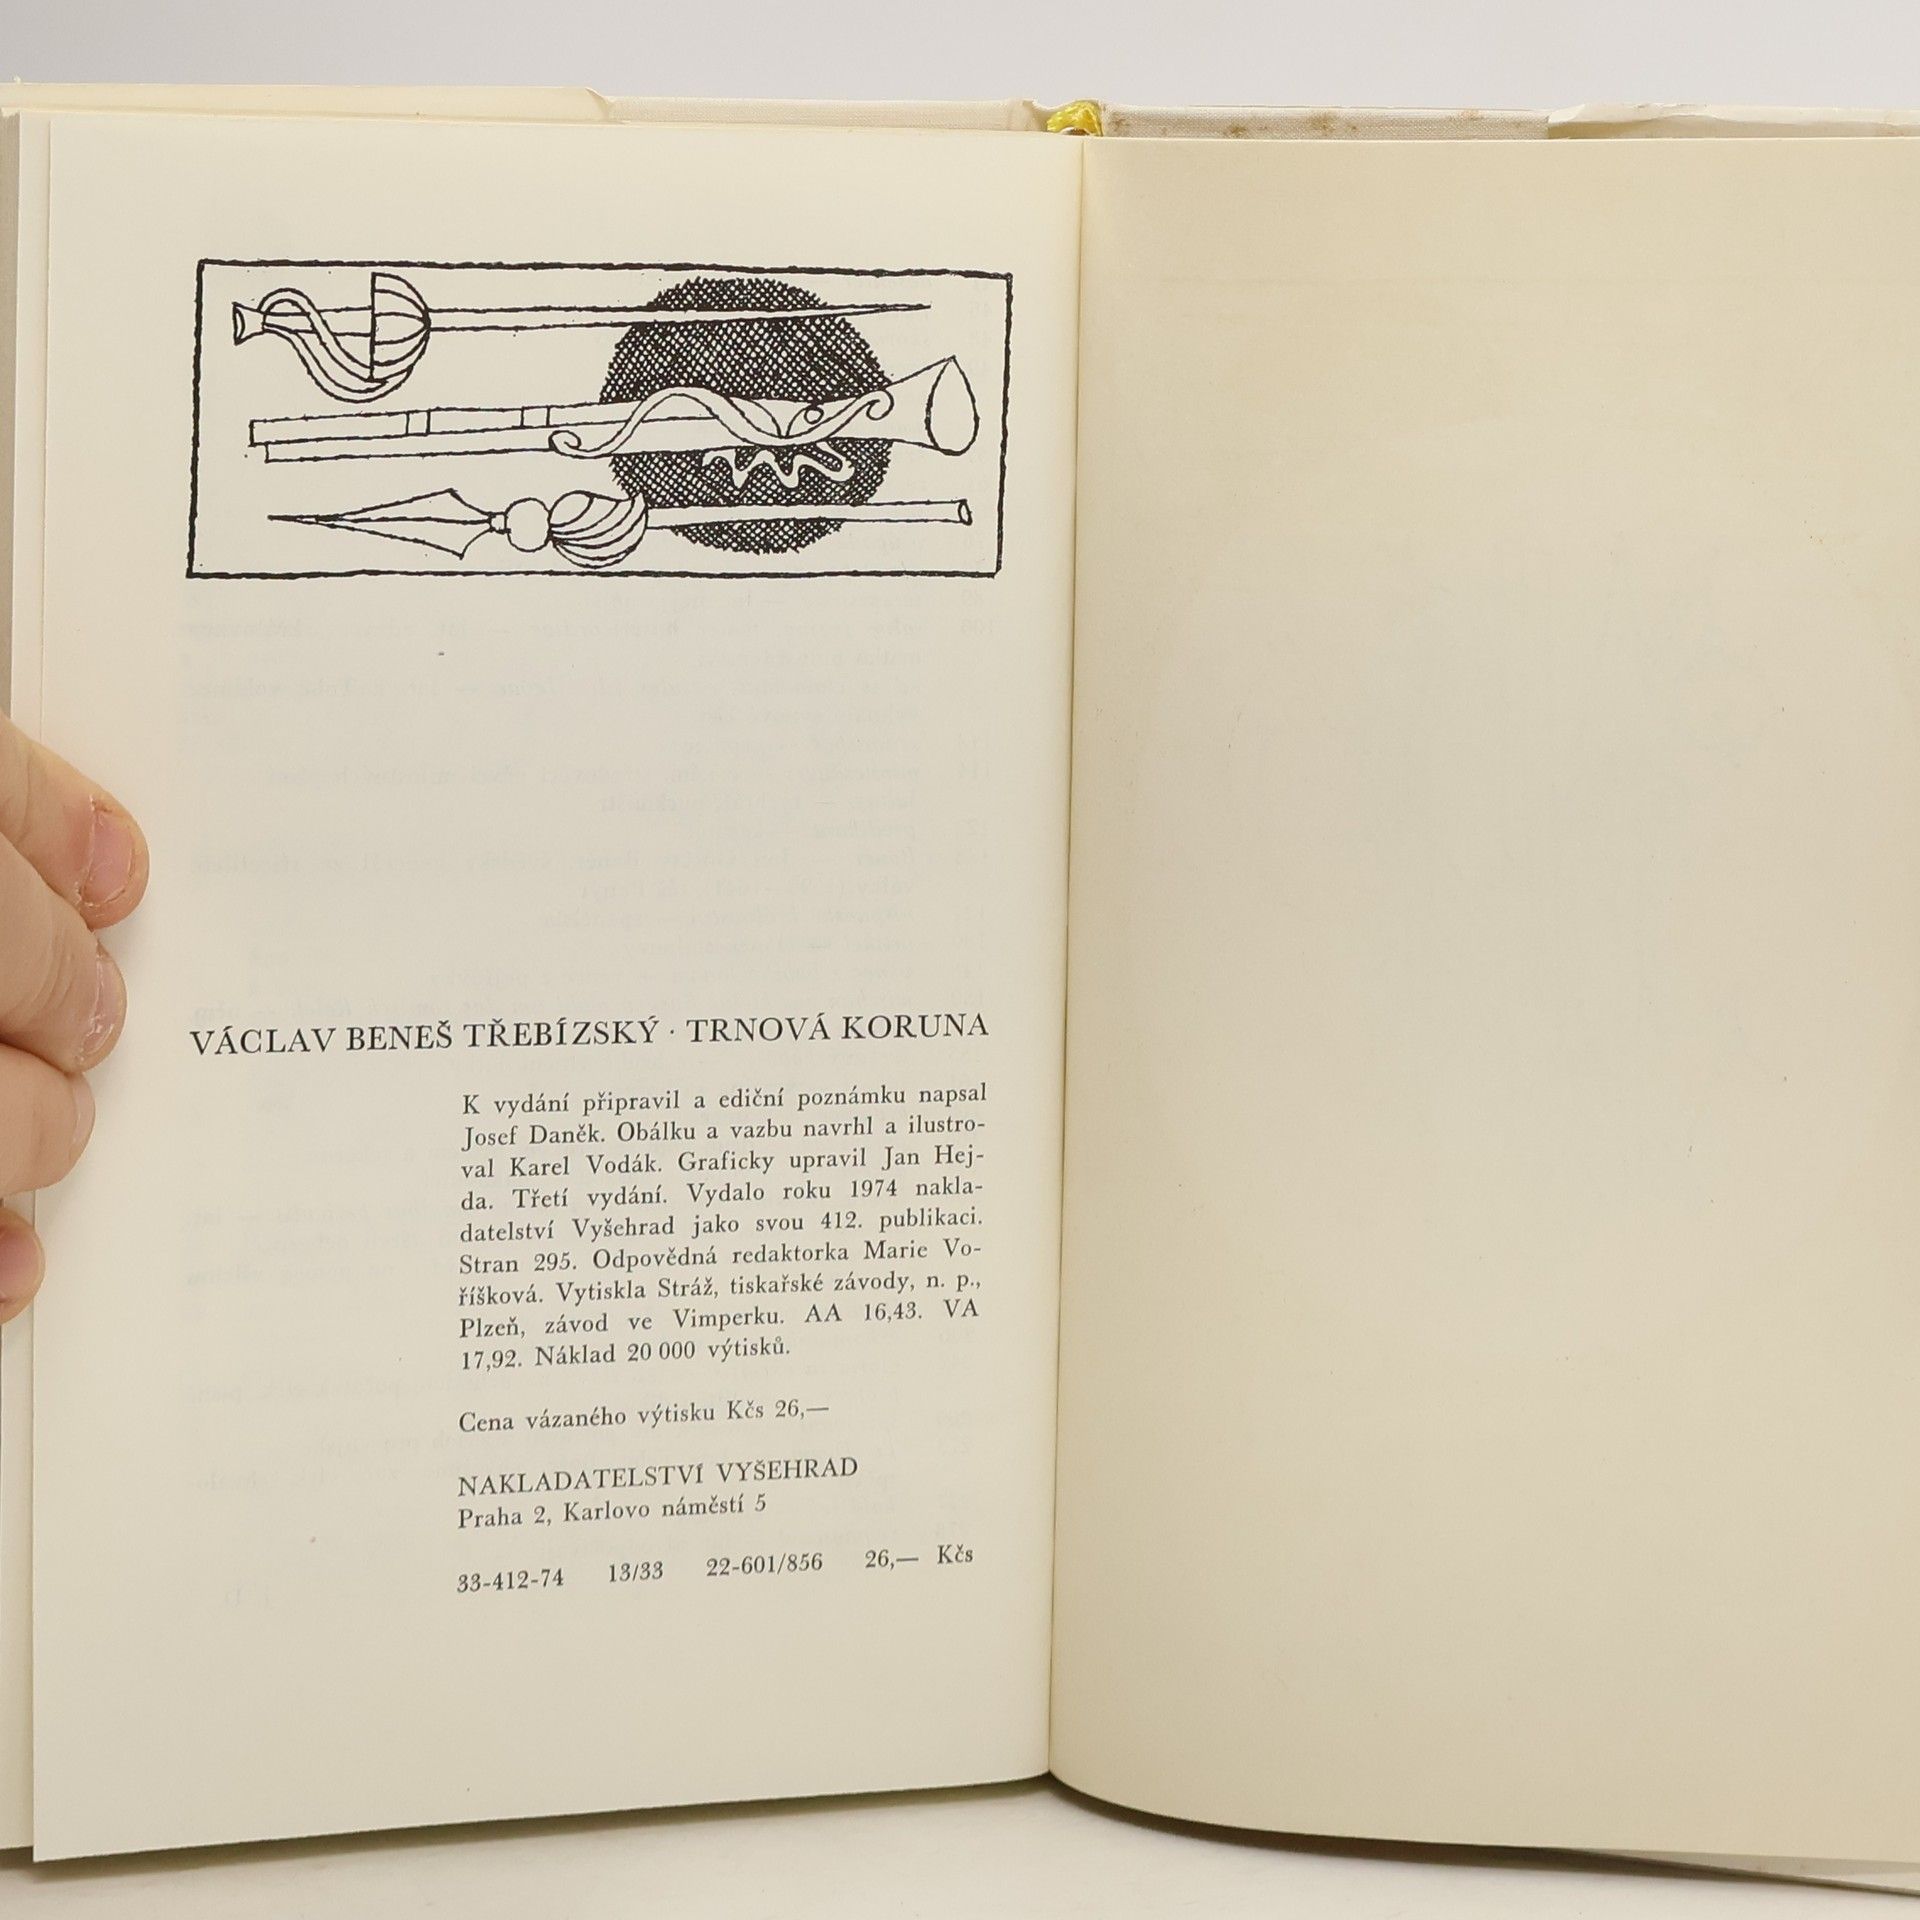 VÁCLAV BENEŠ TŘEBÍZSKÝ · TRNOVÁ KORUNA
K vydání připravil a ediční poznámku napsal
Josef Daněk. Obálku a vazbu navrhl a ilustro-
val Karel Vodák. Graficky upravil Jan Hej-
da. Třetí vydání. Vydalo roku 1974 nakla-
datelství Vyšehrad jako svou 412. publikaci.
Stran 295. Odpovědná redaktorka Marie Vo-
říšková. Vytiskla Stráž, tiskařské závody, n. p.,
Plzeň, závod ve Vimperku. AA 16,43. VA
17,92. Náklad 20 000 výtisků.
Cena vázaného výtisku Kčs 26,—
NAKLADATELSTVÍ VYŠEHRAD
Praha 2, Karlovo náměstí 5
33-412-74 13/33 22-601/856 26,— Kčs